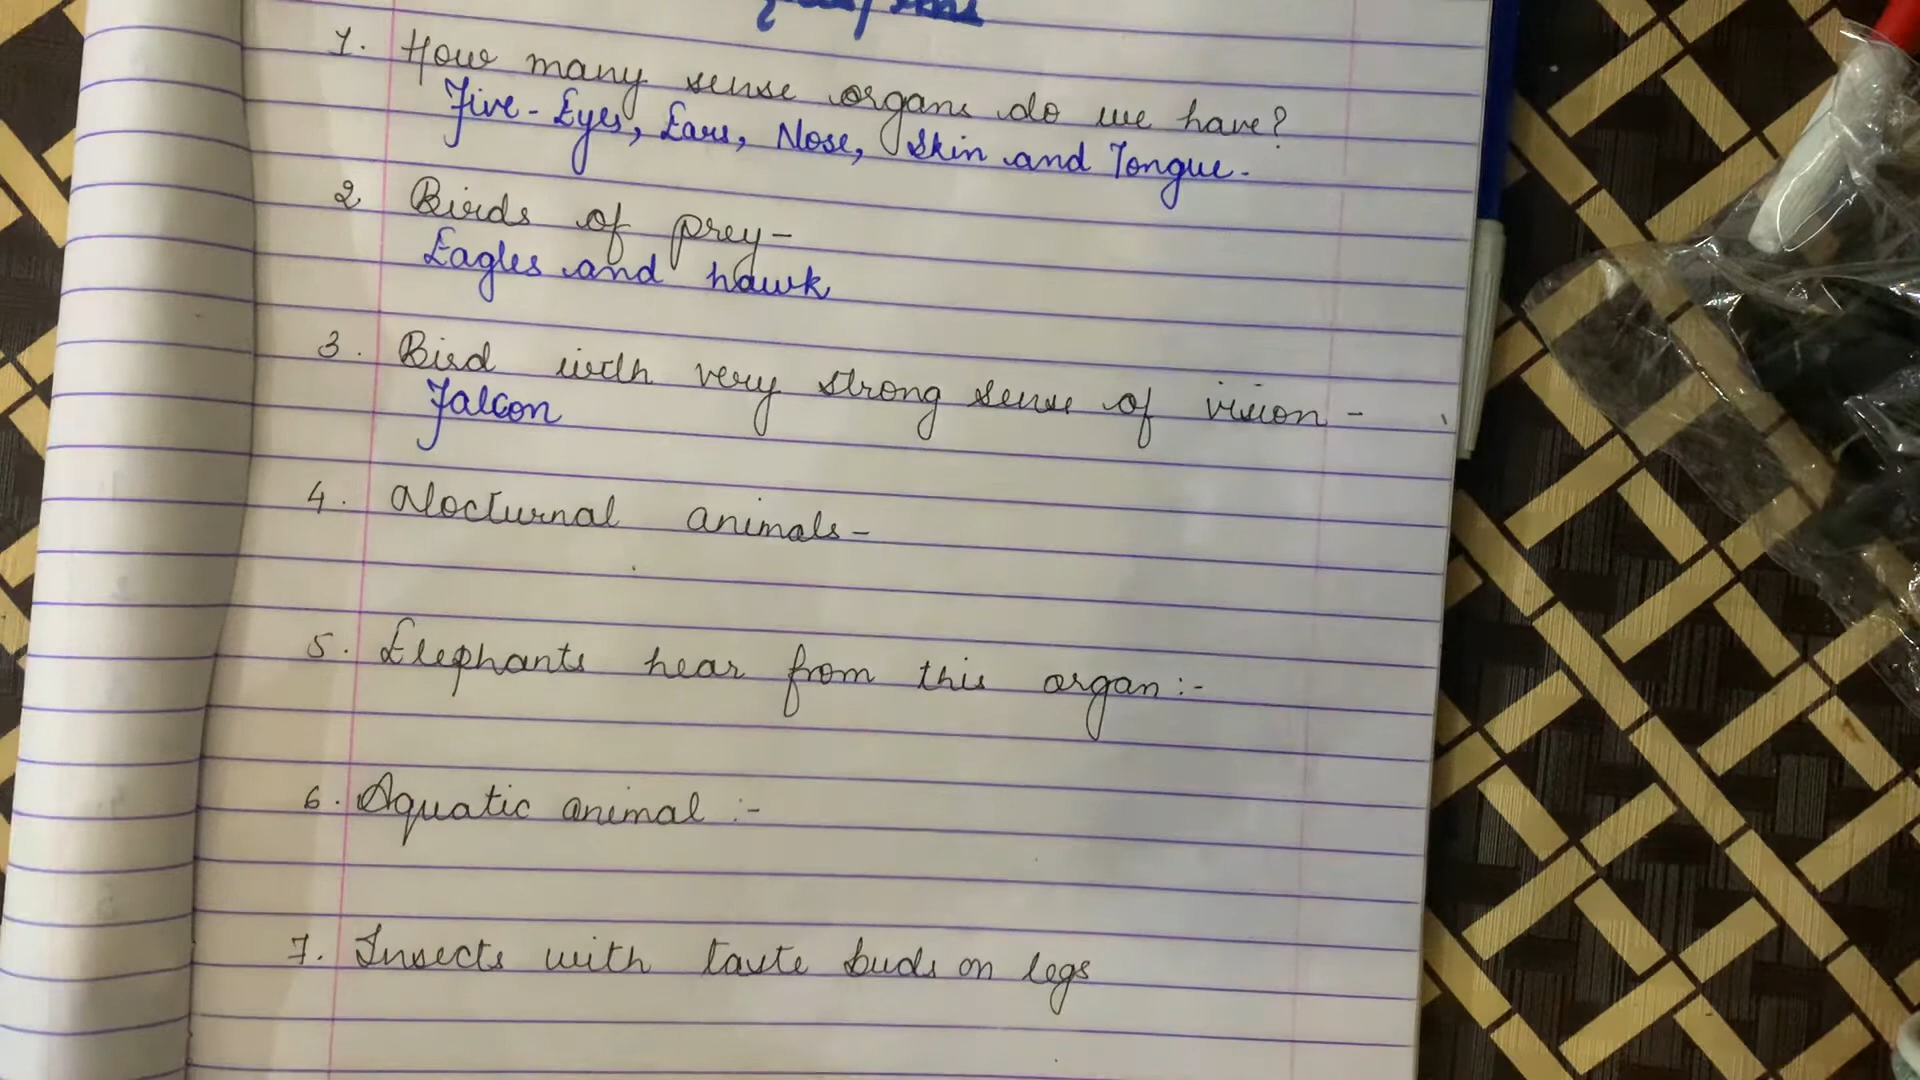 1. How many sense organs do we have?
Five - Eyes, Ears, Nose, Skin and Tongue.
2 Birds of prey-
Eagles and hawk
3. Bird with very strong sense of vision -
Falcon
4. Nocturnal animals-
5. Elephants hear from this organ:-
6. Aquatic animal :-
7. Insects with taste buds on legs